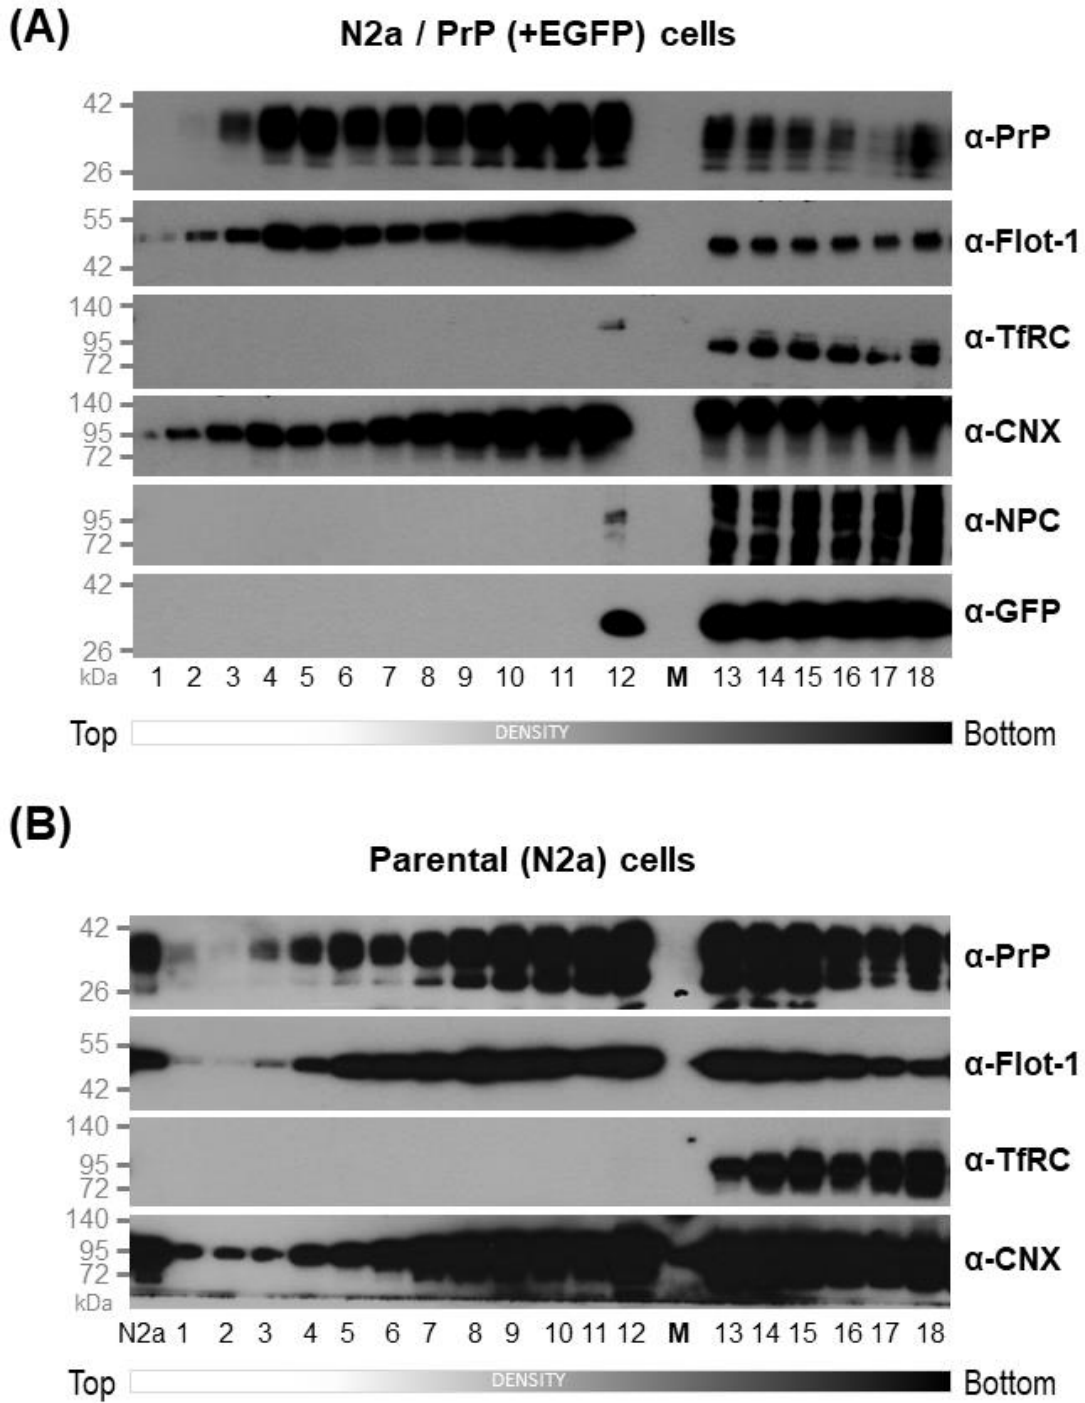 (A)
N2a / PrP (+EGFP) cells
42
26
α-PrP
55
42
α-Flot-1
140
95
72
α-TfRC
140
95
72
α-CNX
95
72
α-NPC
42
26
α-GFP
kDa 1 2 3 4 5 6 7 8 9 10 11 12 M 13 14 15 16 17 18
Top DENSITY Bottom
(B)
Parental (N2a) cells
42
26
α-PrP
55
42
α-Flot-1
140
95
72
α-TfRC
140
95
72
α-CNX
kDa
N2a 1 2 3 4 5 6 7 8 9 10 11 12 M 13 14 15 16 17 18
Top DENSITY Bottom